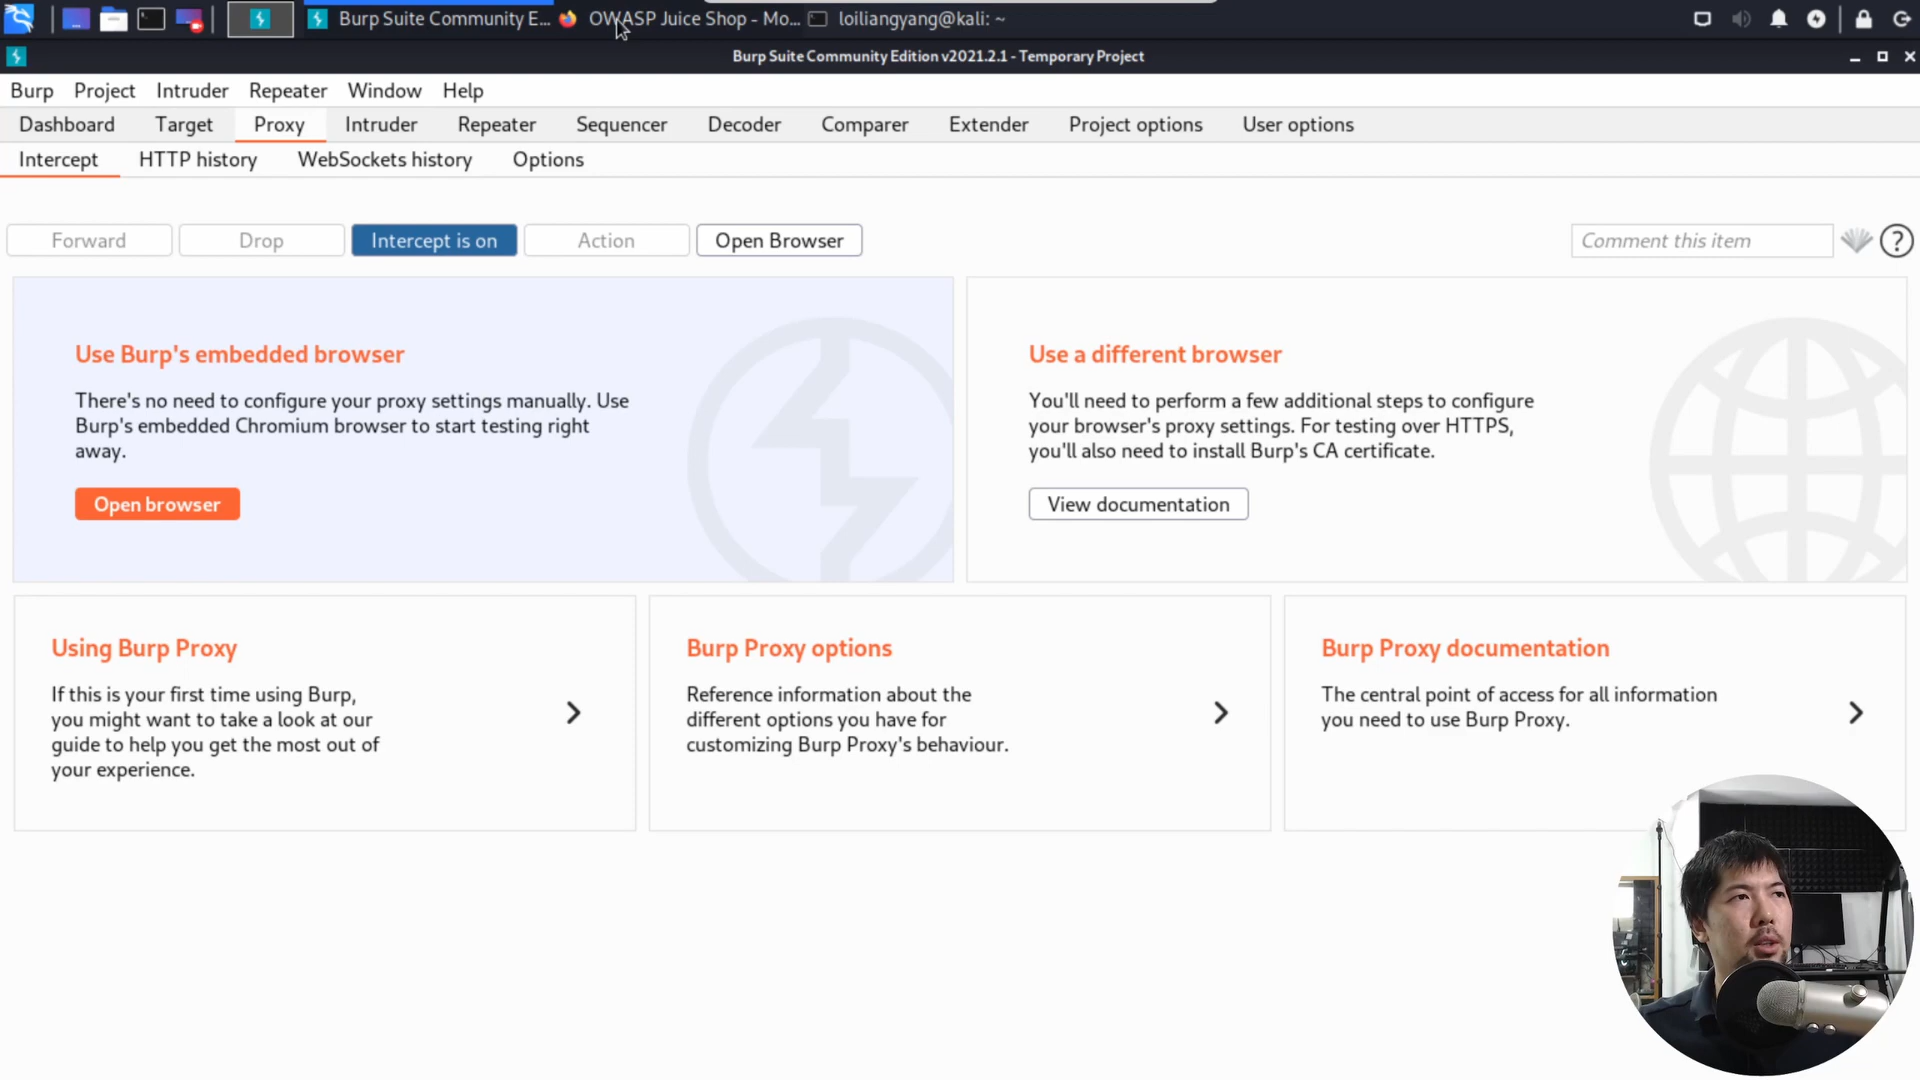 Burp Suite Community E...
OWASP Juice Shop - Mo...
loiliangyang@kali: ~
Burp Suite Community Edition v2021.2.1 - Temporary Project
Burp Project Intruder Repeater Window Help
Dashboard Target Proxy Intruder Repeater Sequencer Decoder Comparer Extender Project options User options
Intercept HTTP history WebSockets history Options
Forward Drop Intercept is on Action Open Browser Comment this item ?
Use Burp's embedded browser
There's no need to configure your proxy settings manually. Use
Burp's embedded Chromium browser to start testing right
away.
Open browser
Use a different browser
You'll need to perform a few additional steps to configure
your browser's proxy settings. For testing over HTTPS,
you'll also need to install Burp's CA certificate.
View documentation
Using Burp Proxy
If this is your first time using Burp,
you might want to take a look at our
guide to help you get the most out of
your experience.
Burp Proxy options
Reference information about the
different options you have for
customizing Burp Proxy's behaviour.
Burp Proxy documentation
The central point of access for all information
you need to use Burp Proxy.